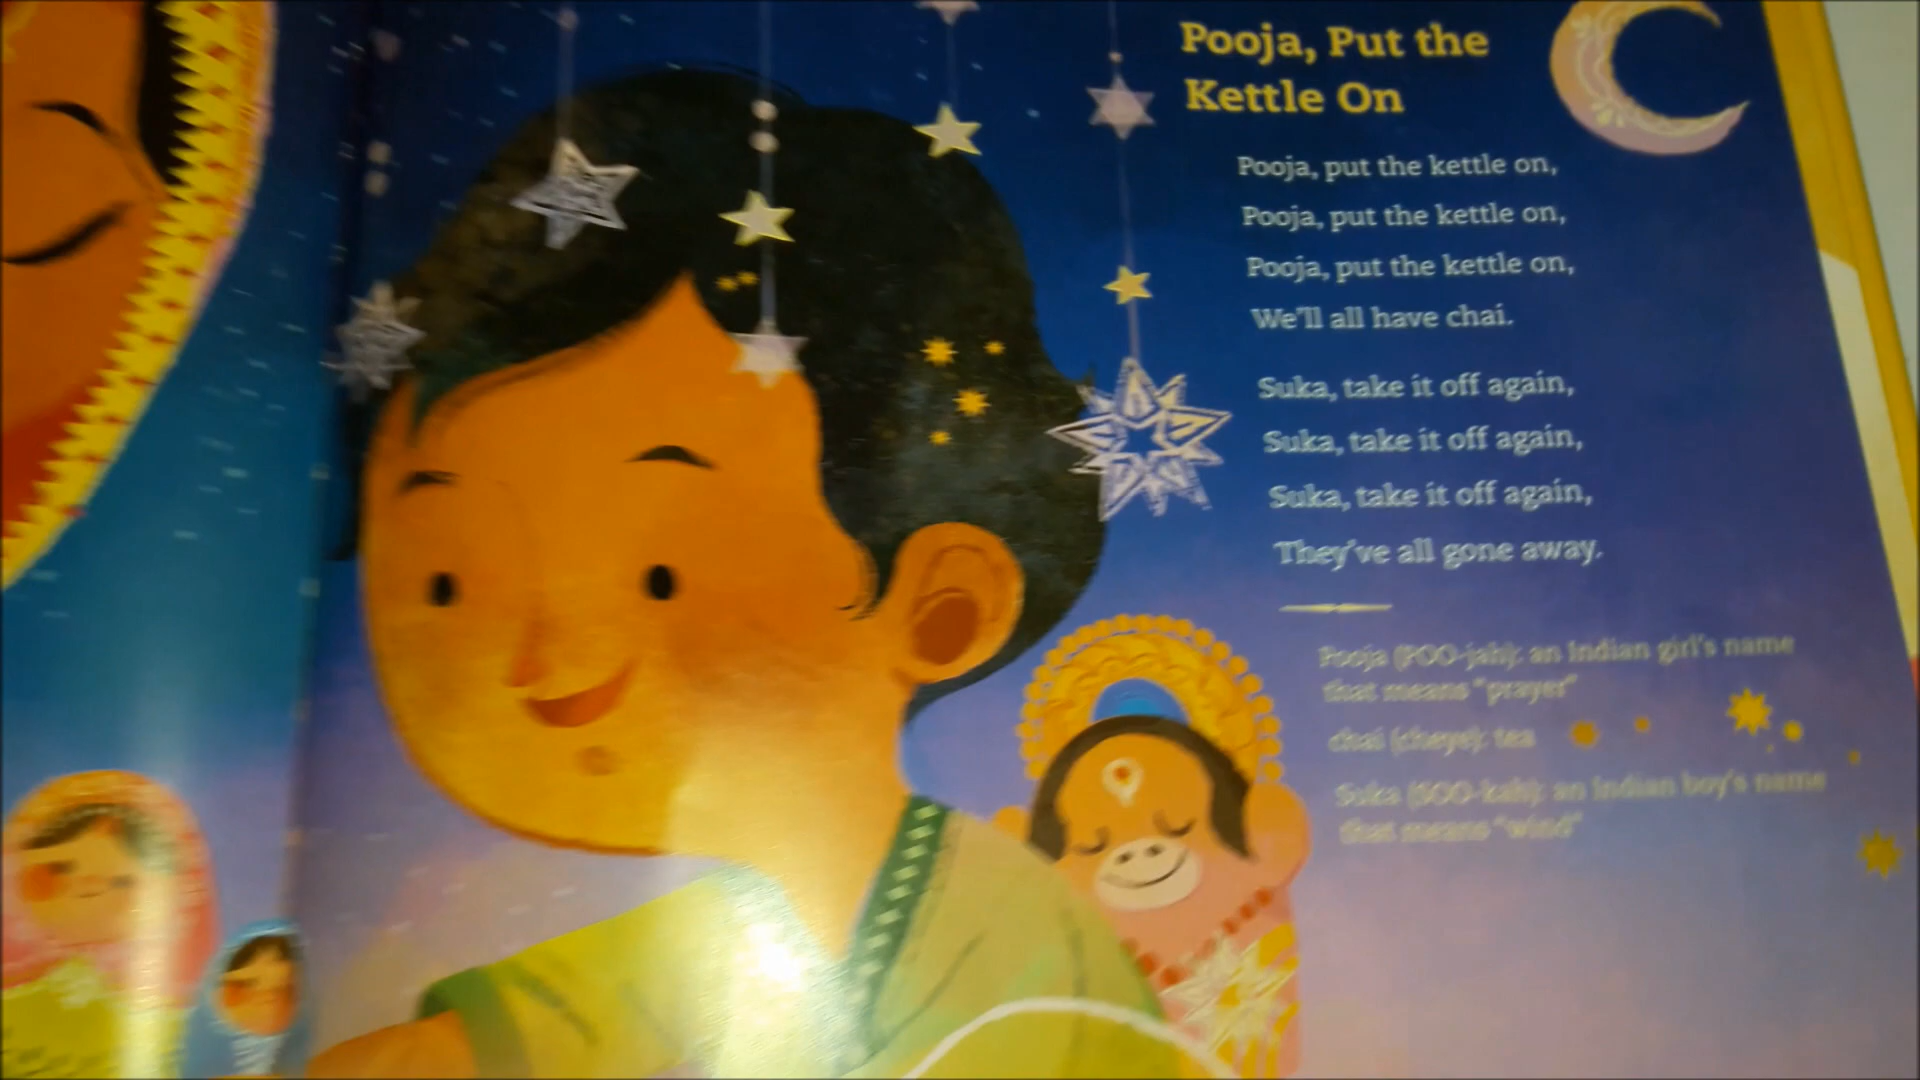 Pooja, Put the
Kettle On
Pooja, put the kettle on,
Pooja, put the kettle on,
Pooja, put the kettle on,
We'll all have chai.
Suka, take it off again,
Suka, take it off again,
Suka, take it off again,
They've all gone away.
Pooja (POO-jah): an Indian girl's name
that means "prayer"
chai (cheye): tea
Suka (SOO-kah): an Indian boy's name
that means "wind"